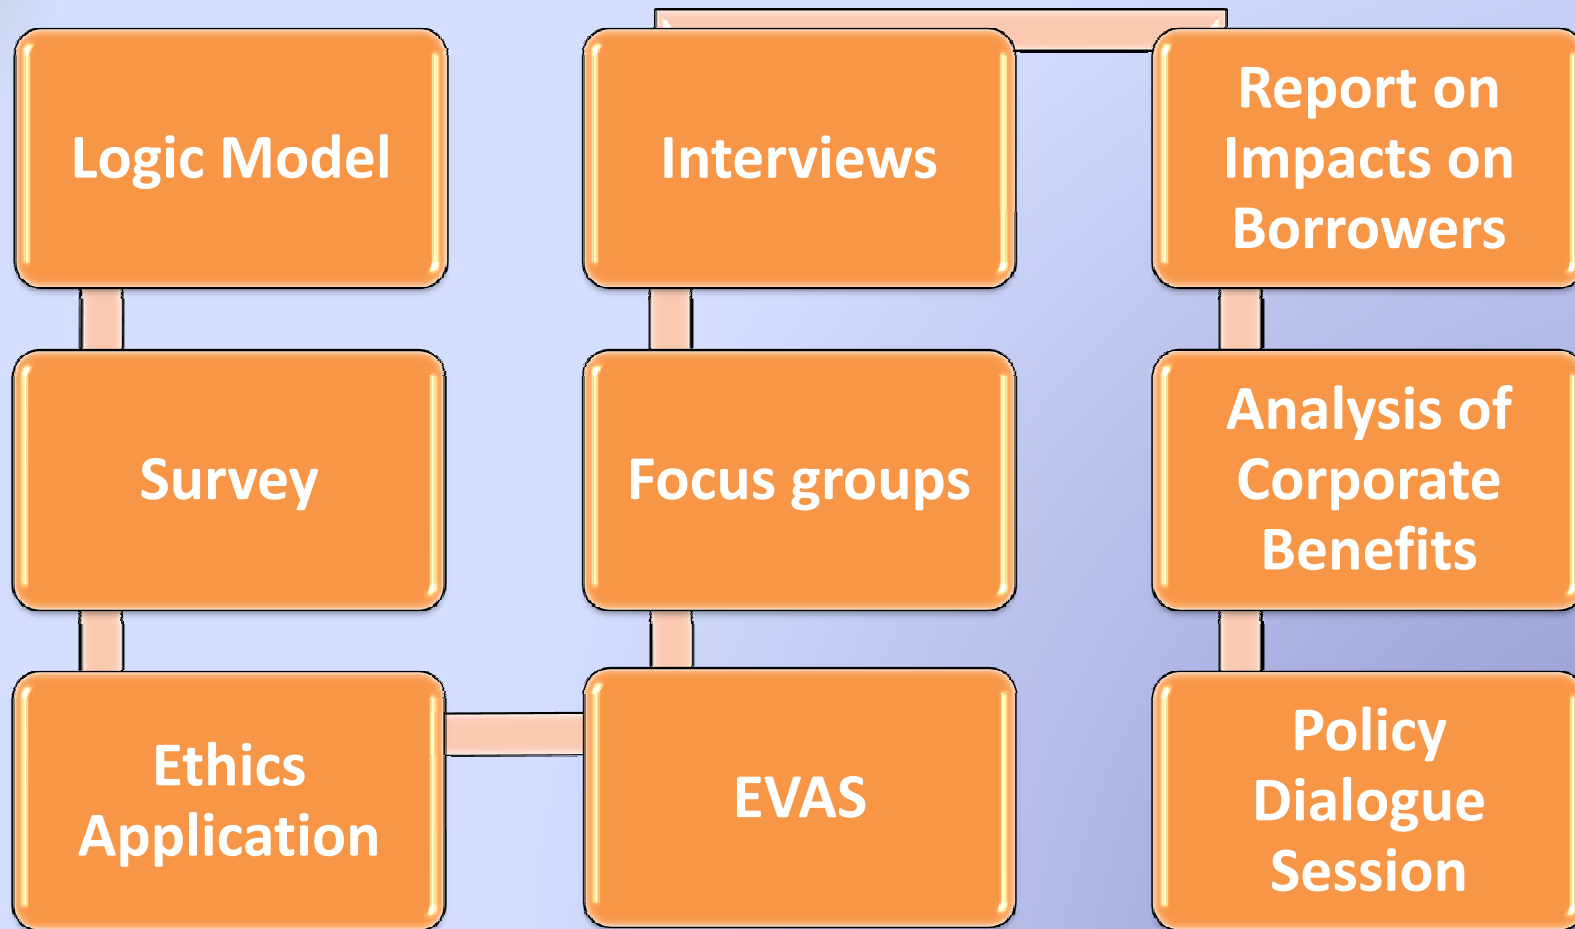 Logic Model
Survey
Ethics
Application
EVAS
Focus groups
Interviews
Report on
Impacts on
Borrowers
Analysis of
Corporate
Benefits
Policy
Dialogue
Session